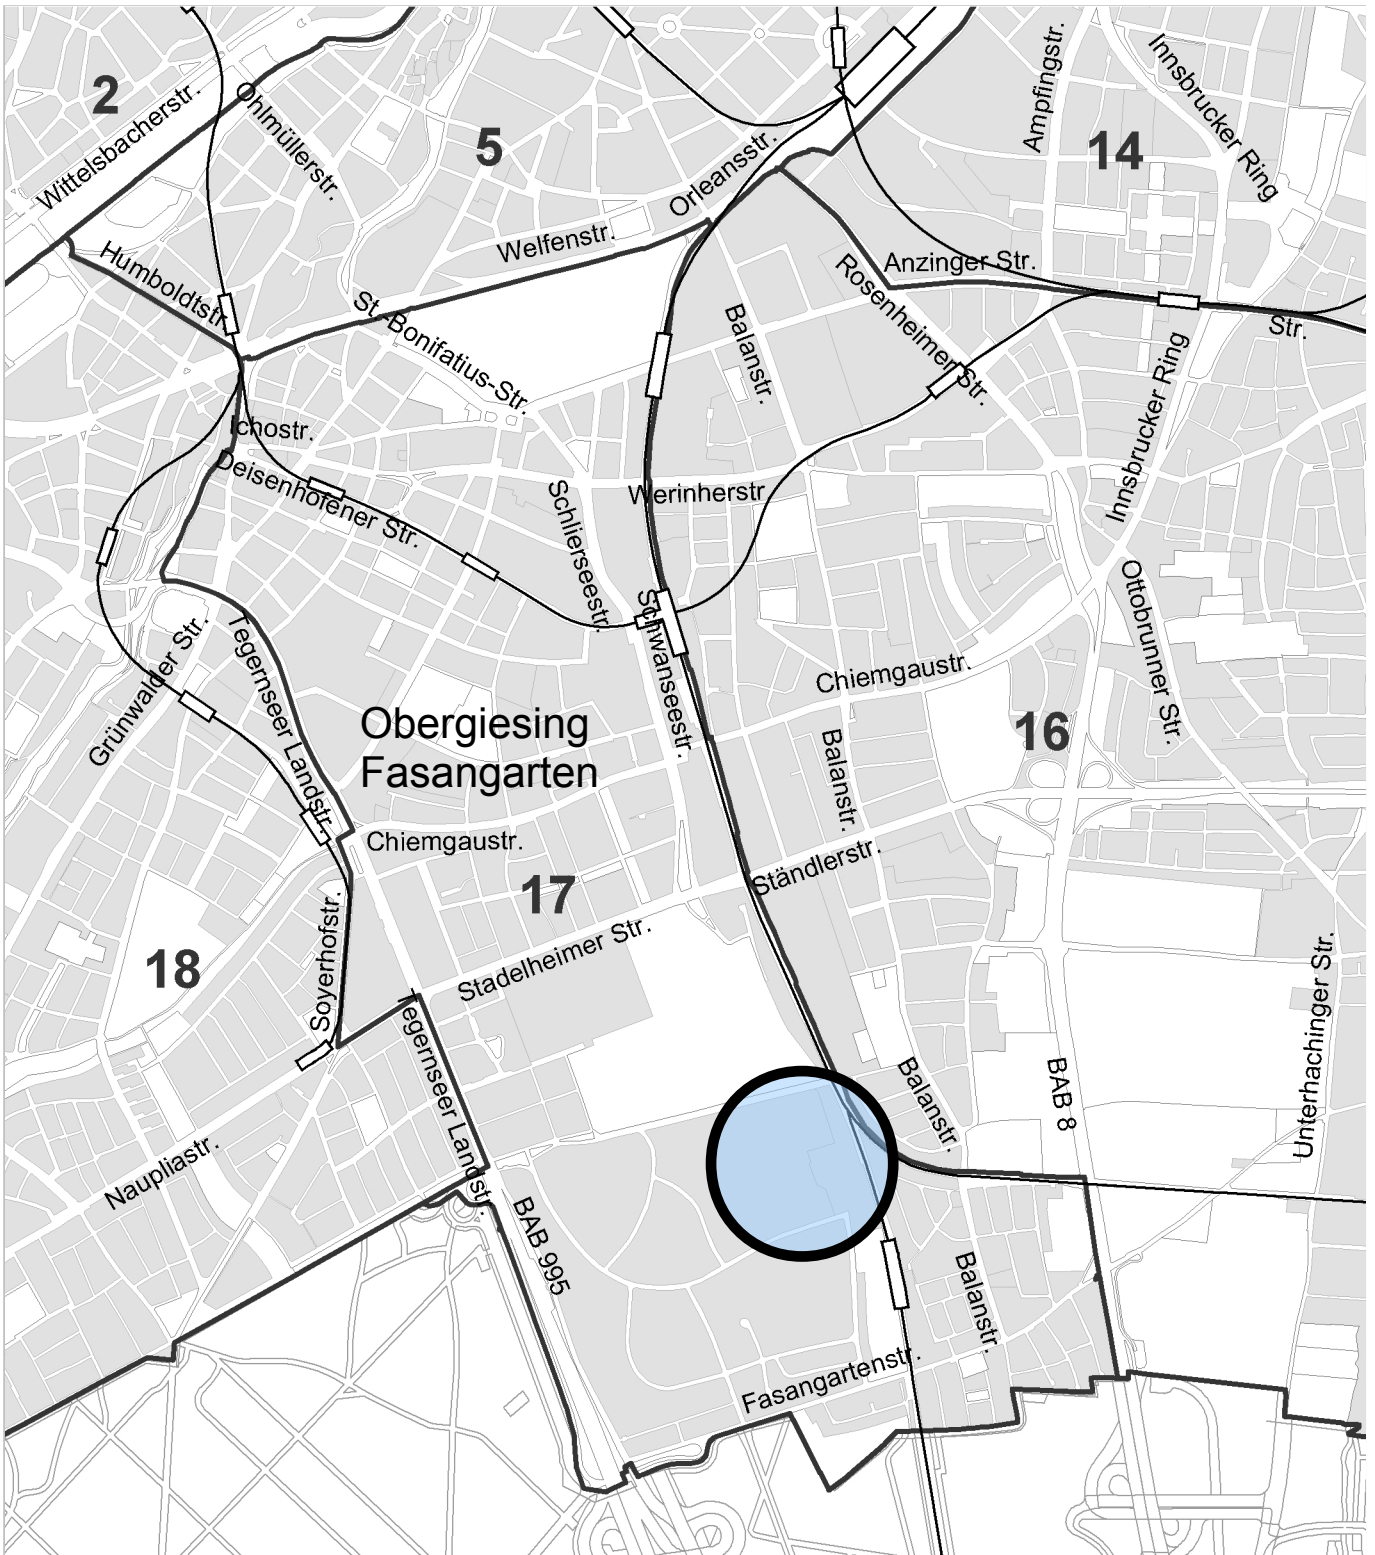 2
Wittelsbacherstr.
Ohlmüllerstr.
5
Orleansstr.
Ampfingstr.
14
Innsbrucker Ring
Welfenstr.
Humboldtstr.
Anzinger Str.
Rosenheimer Str.
Str.
St.-Bonifatius-Str.
Balanstr.
Innsbrucker Ring
Ichostr.
Deisenhofener Str.
Werinherstr.
Schlierseestr.
Schwanseestr.
Ottobrunner Str.
Grünwalder Str.
Tegernseer Landstr.
Chiemgaustr.
Obergiesing
Fasangarten
16
Balanstr.
Chiemgaustr.
Ständlerstr.
17
18
Soyerhofstr.
Stadelheimer Str.
Unterhachinger Str.
Tegernseer Landstr.
Balanstr.
BAB 8
Naupliastr.
BAB 995
Balanstr.
Fasangartenstr.